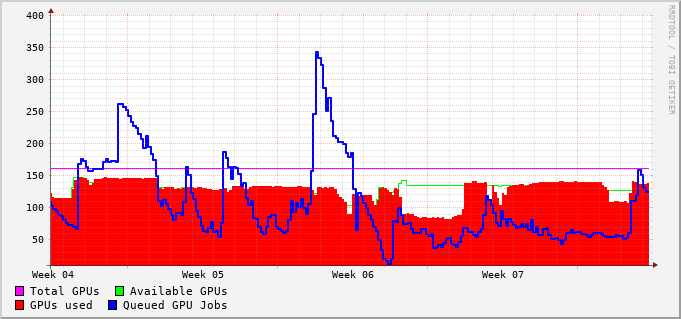 400
350
300
250
200
150
100
50
Week 04 Week 05 Week 06 Week 07
Total GPUs Available GPUs
GPUs used Queued GPU Jobs
RRDTOOL / TOBI OETIKER